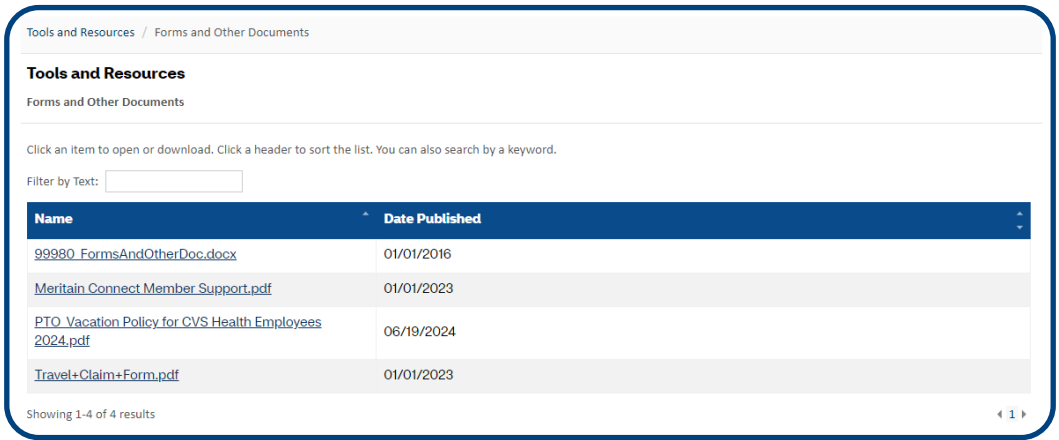 Tools and Resources / Forms and Other Documents
Tools and Resources
Forms and Other Documents
Click an item to open or download. Click a header to sort the list. You can also search by a keyword.
Filter by Text:
Name Date Published
99980_FormsAndOtherDoc.docx 01/01/2016
Meritain Connect Member Support.pdf 01/01/2023
PTO_Vacation Policy for CVS Health Employees
2024.pdf 06/19/2024
Travel+Claim+Form.pdf 01/01/2023
Showing 1-4 of 4 results 1